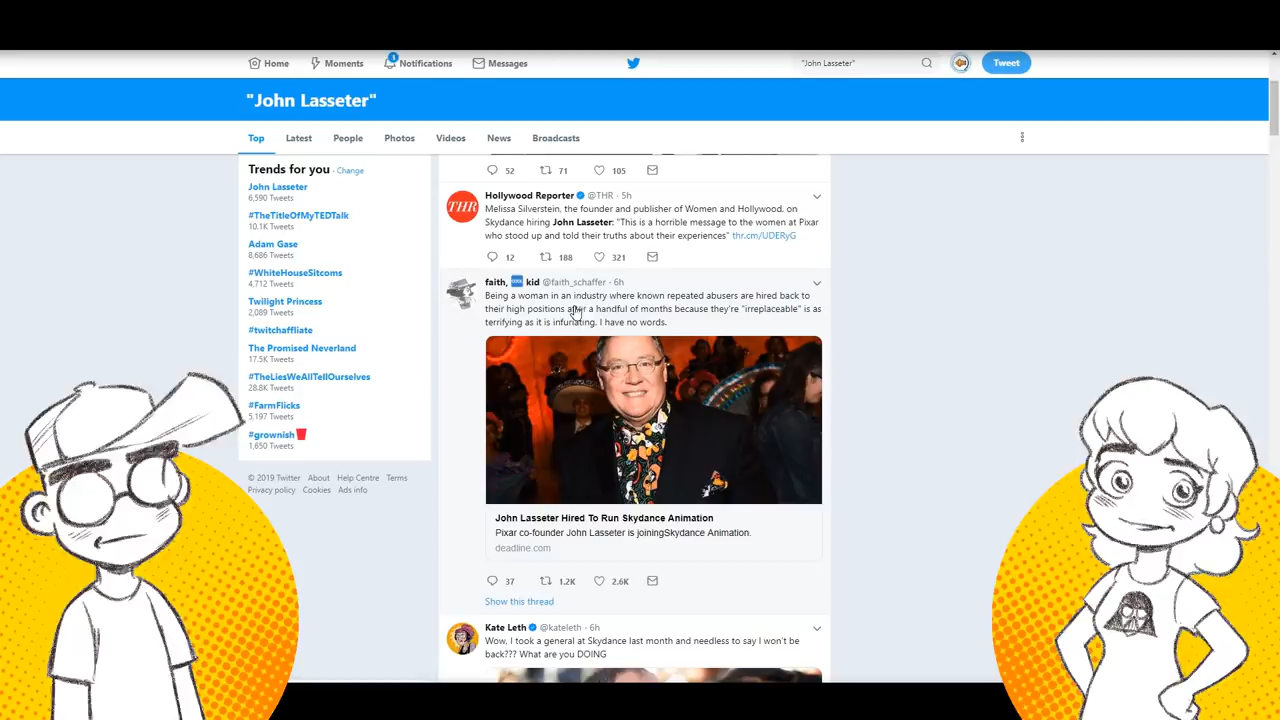 Home
Moments
1
Notifications
Messages
"John Lasseter"
Tweet
"John Lasseter"
Top
Latest
People
Photos
Videos
News
Broadcasts
Trends for you · Change
John Lasseter
6,590 Tweets
#TheTitleOfMyTEDTalk
10.1K Tweets
Adam Gase
8,686 Tweets
#WhiteHouseSitcoms
4,712 Tweets
Twilight Princess
2,089 Tweets
#twitchaffliate
The Promised Neverland
17.5K Tweets
#TheLiesWeAllTellOurselves
28.8K Tweets
#FarmFlicks
5,197 Tweets
#grownish
1,650 Tweets
© 2019 Twitter About Help Centre Terms
Privacy policy Cookies Ads info
52 71 105
THR
Hollywood Reporter @THR · 5h
Melissa Silverstein, the founder and publisher of Women and Hollywood, on
Skydance hiring John Lasseter: "This is a horrible message to the women at Pixar
who stood up and told their truths about their experiences" thr.cm/UDERyG
12 188 321
faith, kid @faith_schaffer · 6h
Being a woman in an industry where known repeated abusers are hired back to
their high positions after a handful of months because they're "irreplaceable" is as
terrifying as it is infuriating. I have no words.
John Lasseter Hired To Run Skydance Animation
Pixar co-founder John Lasseter is joiningSkydance Animation.
deadline.com
37 1.2K 2.6K
Show this thread
Kate Leth @kateleth · 6h
Wow, I took a general at Skydance last month and needless to say I won't be
back??? What are you DOING